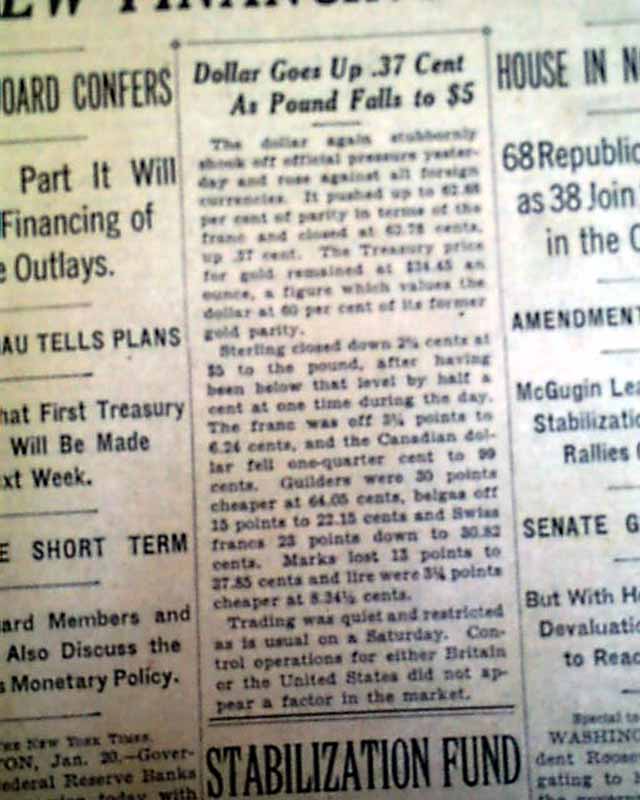 OARD CONFERS
Part It Will
Financing of
Outlays.
AU TELLS PLANS
hat First Treasury
Will Be Made
xt Week.
E SHORT TERM
ard Members and
Also Discuss the
s Monetary Policy.
THE NEW YORK TIMES.
TON, Jan. 20.—Gover-
ederal Reserve Banks
today with
Dollar Goes Up .37 Cent
As Pound Falls to $5
The dollar again stubbornly
shook off official pressure yester-
day and rose against all foreign
currencies. It pushed up to 62.88
per cent of parity in terms of the
franc and closed at 62.78 cents,
up .37 cent. The Treasury price
for gold remained at $34.45 an
ounce, a figure which values the
dollar at 60 per cent of its former
gold parity.
Sterling closed down 2¾ cents at
$5 to the pound, after having
been below that level by half a
cent at one time during the day.
The franc was off 3¾ points to
6.24 cents, and the Canadian dol-
lar fell one-quarter cent to 99
cents. Guilders were 30 points
cheaper at 64.05 cents, belgas off
15 points to 22.15 cents and Swiss
francs 23 points down to 30.82
cents. Marks lost 13 points to
37.85 cents and lire were 3¼ points
cheaper at 8.34½ cents.
Trading was quiet and restricted
as is usual on a Saturday. Con-
trol operations for either Britain
or the United States did not ap-
pear a factor in the market.
STABILIZATION FUND
HOUSE IN N
68 Republic
as 38 Join
in the
AMENDMENT
McGugin Le
Stabilizatio
Rallies
SENATE G
But With H
Devaluatio
to Reac
Special to
WASHING
dent Roose
gating to